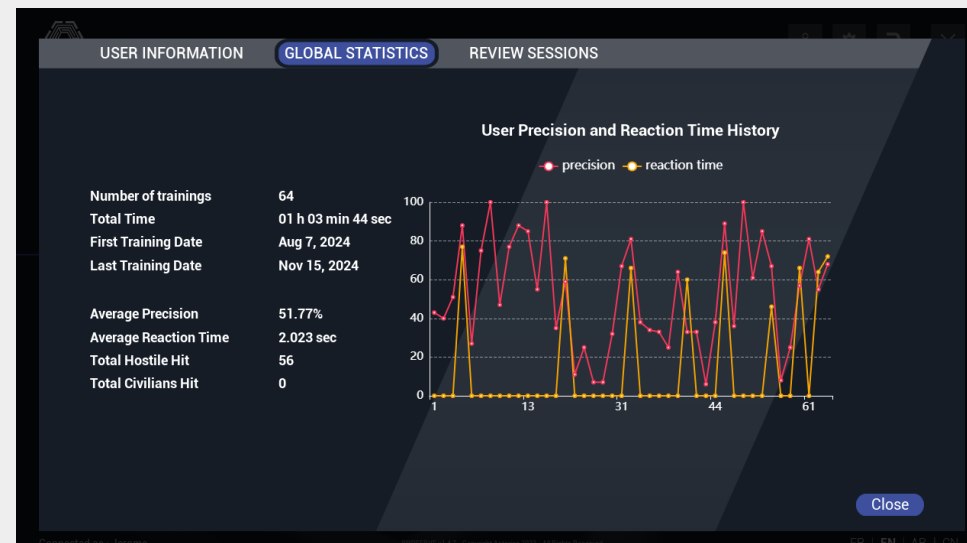 USER INFORMATION GLOBAL STATISTICS REVIEW SESSIONS
User Precision and Reaction Time History
precision reaction time
Number of trainings 64
Total Time 01 h 03 min 44 sec
First Training Date Aug 7, 2024
Last Training Date Nov 15, 2024
Average Precision 51.77%
Average Reaction Time 2.023 sec
Total Hostile Hit 56
Total Civilians Hit 0
100
80
60
40
20
0
1 13 31 44 61
Close
FR | EN | AR | CN